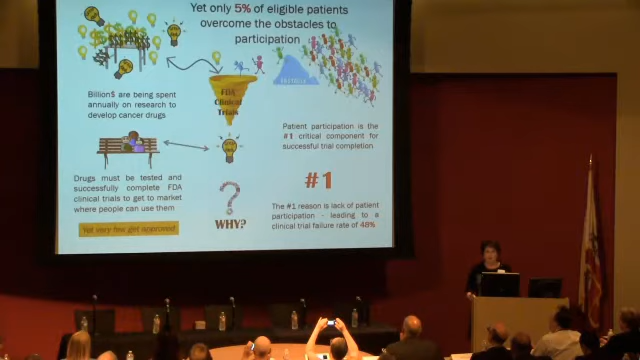 Yet only 5% of eligible patients
overcome the obstacles to
participation
FDA
Clinical
Trials
Billion$ are being spent
annually on research to
develop cancer drugs
Patient participation is the
#1 critical component for
successful trial completion
Drugs must be tested and
successfully complete FDA
clinical trials to get to market
where people can use them
Yet very few get approved
?
WHY?
#1
The #1 reason is lack of patient
participation - leading to a
clinical trial failure rate of 48%